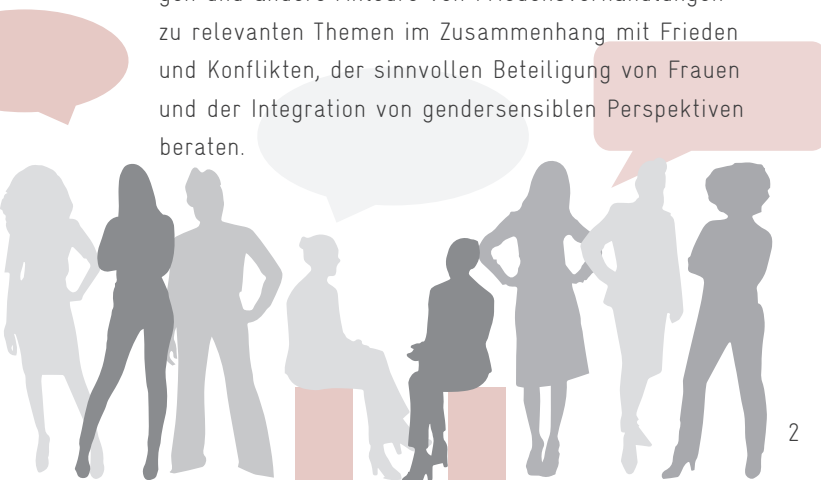 zu relevanten Themen im Zusammenhang mit Frieden
und Konflikten, der sinnvollen Beteiligung von Frauen
und der Integration von gendersensiblen Perspektiven
beraten.
2